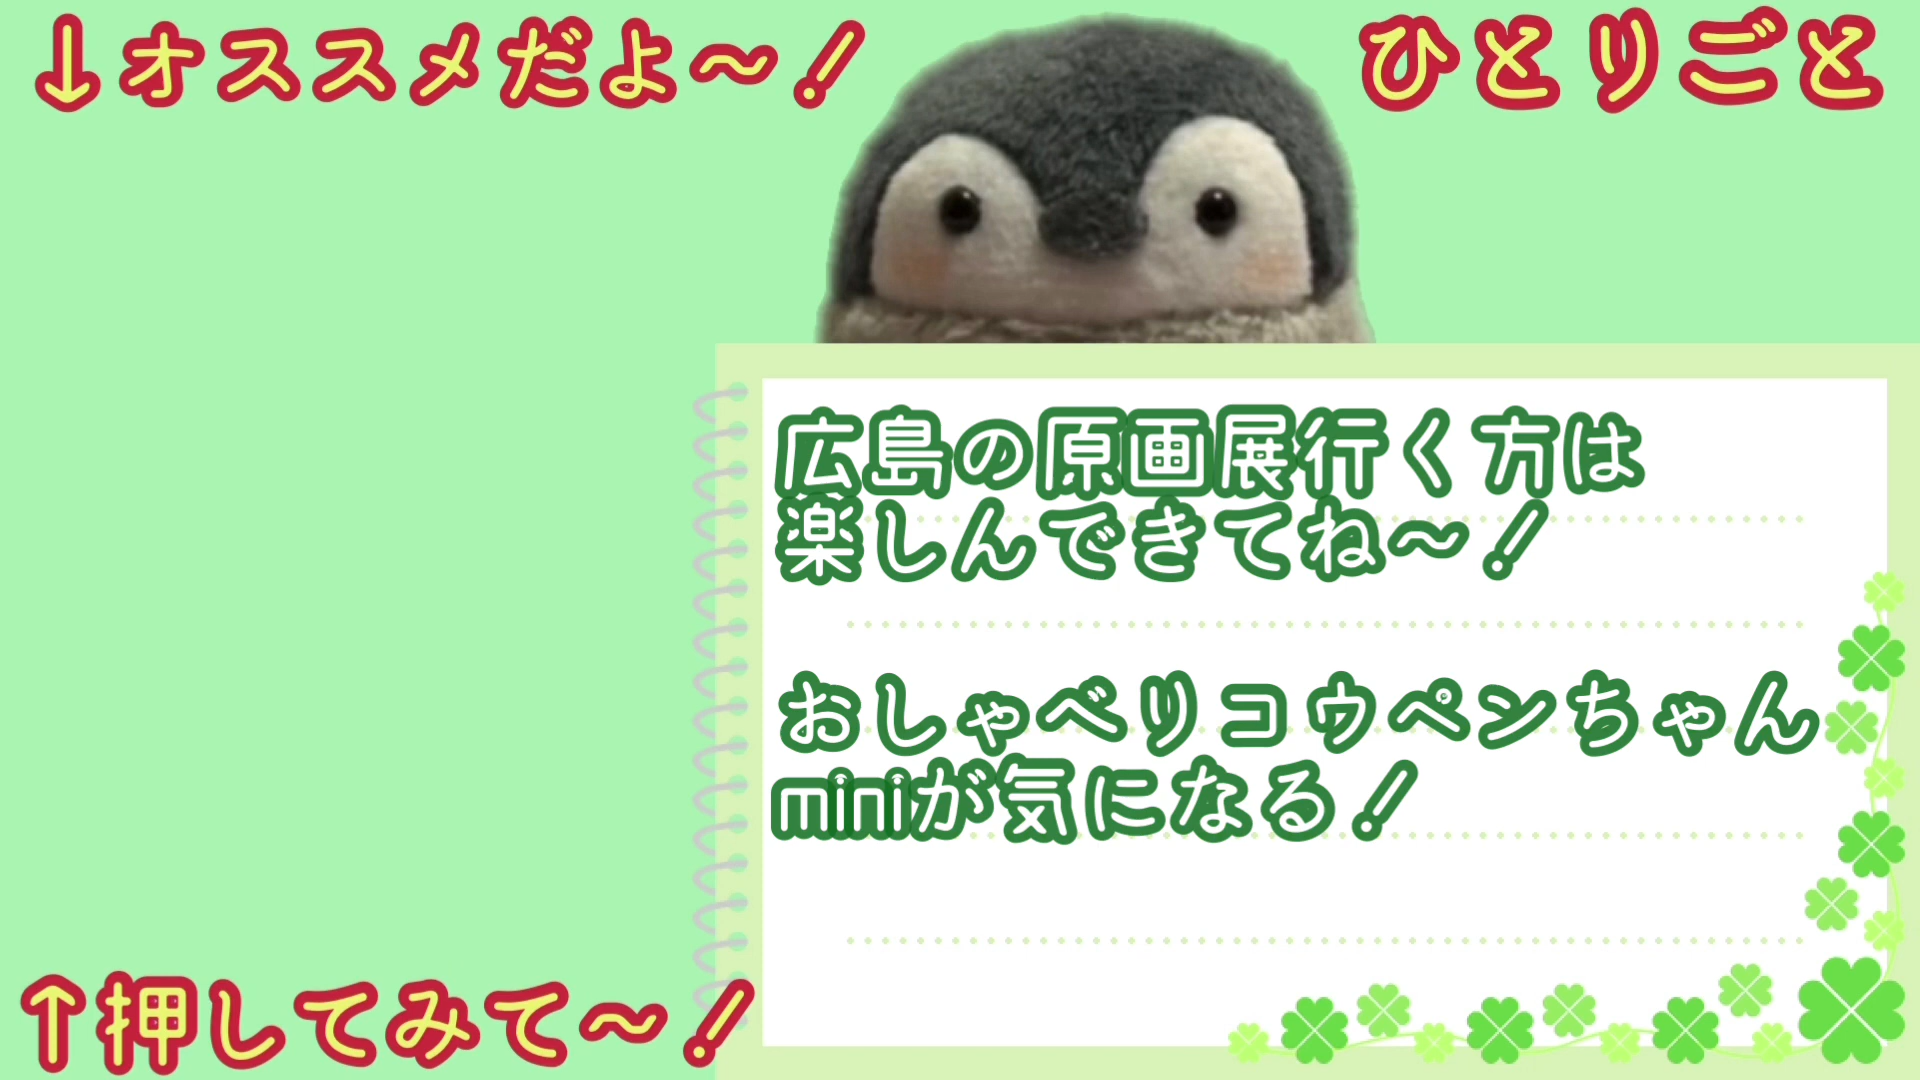 ↓オススメだよ～！
ひとりごと
広島の原画展行く方は
楽しんできてね～！
おしゃべりコウペンちゃん
miniが気になる！
↑押してみて～！